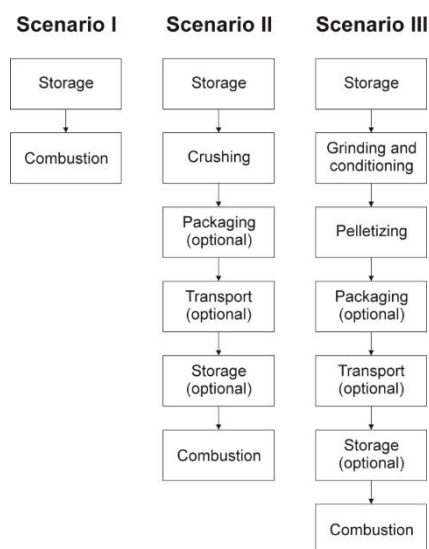 Scenario I
Storage
Combustion
Scenario II
Storage
Crushing
Packaging
(optional)
Transport
(optional)
Storage
(optional)
Combustion
Scenario III
Storage
Grinding and
conditioning
Pelletizing
Packaging
(optional)
Transport
(optional)
Storage
(optional)
Combustion